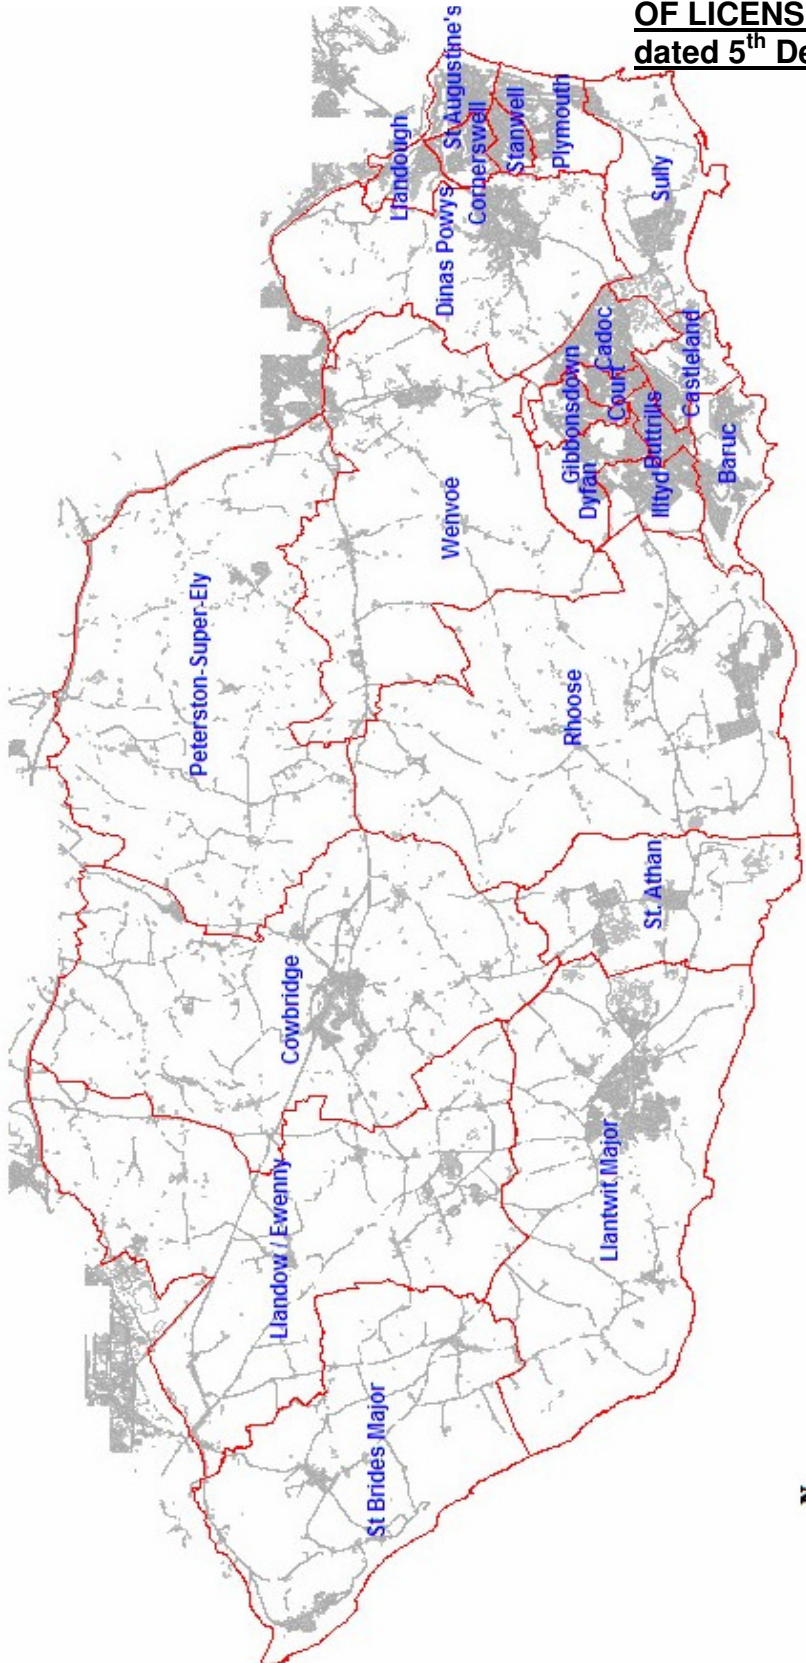 OF LICENS
dated 5th De
St Augustine's
Llandough
Cornerswell
Stanwell
Plymouth
Dinas Powys
Sully
Cadoc
Gibbonsdown
Court
Castleland
Buttrills
Dyfan
Illtyd
Baruc
Wenvoe
Peterston-Super-Ely
Rhoose
St. Athan
Cowbridge
Llantwit Major
Llandow / Ewenny
St Brides Major
N